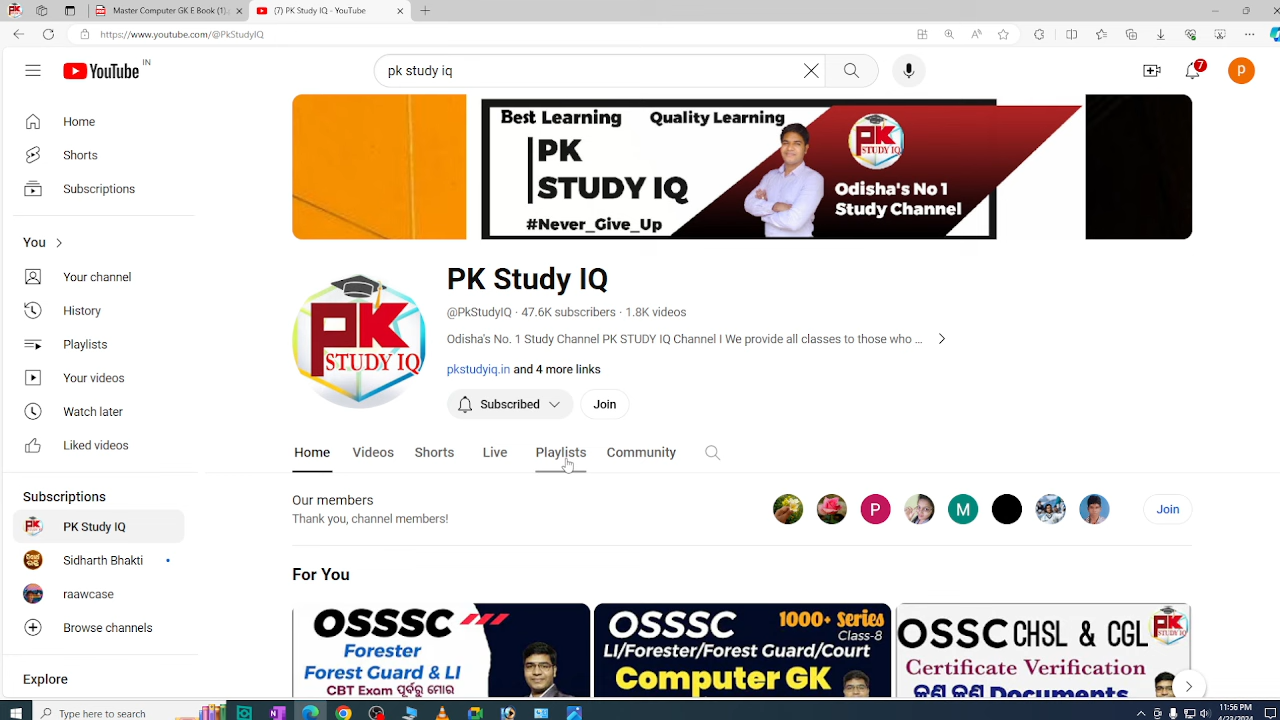 Master Computer GK E Book (1).
(7) PK Study IQ - YouTube
https://www.youtube.com/@PkStudyIQ
YouTube IN
pk study iq
7
P
Home
Shorts
Subscriptions
You
Your channel
History
Playlists
Your videos
Watch later
Liked videos
Subscriptions
PK Study IQ
Sidharth Bhakti
raawcase
Browse channels
Explore
Best Learning Quality Learning
PK
STUDY IQ
#Never_Give_Up
PK
STUDY IQ
Odisha's No 1
Study Channel
PK
STUDY IQ
PK Study IQ
@PkStudyIQ · 47.6K subscribers · 1.8K videos
Odisha's No. 1 Study Channel PK STUDY IQ Channel I We provide all classes to those who ...
pkstudyiq.in and 4 more links
Subscribed
Join
Home Videos Shorts Live Playlists Community
Our members
Thank you, channel members!
P
M
Join
For You
OSSSC
Forester
Forest Guard & LI
CBT Exam ପୂର୍ବରୁ ମୋର
OSSSC 1000+ Series
Class-8
LI/Forester/Forest Guard/Court
Computer GK
OSSC CHSL & CGL
Certificate Verification
କଣ କଣ Documents
Type here to search
11:56 PM
4/23/2024